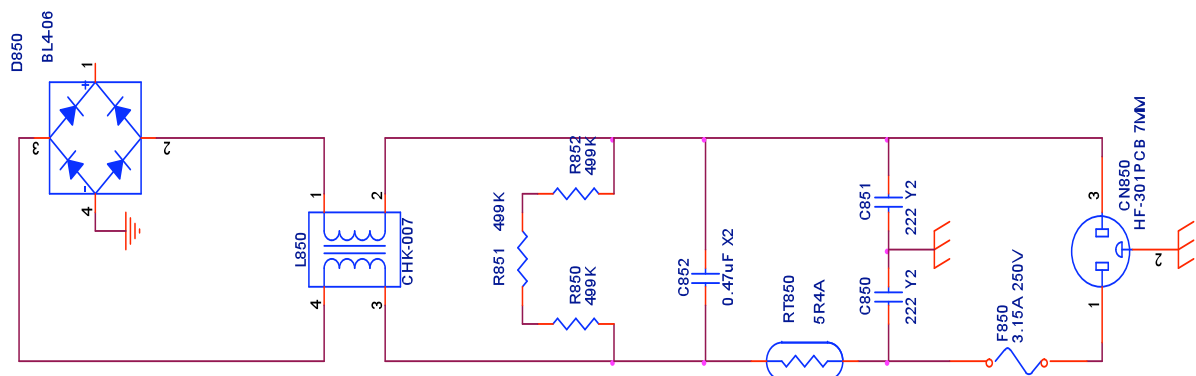 D850
BL4-06
1
+
3
2
-
4
L850
1
2
4
3
CHK-007
R852
499K
R851
499K
R850
499K
C852
0.47uF X2
RT850
5R4A
C851
222 Y2
C850
222 Y2
F850
3.15A 250V
CN850
HF-301PCB 7MM
3
2
1